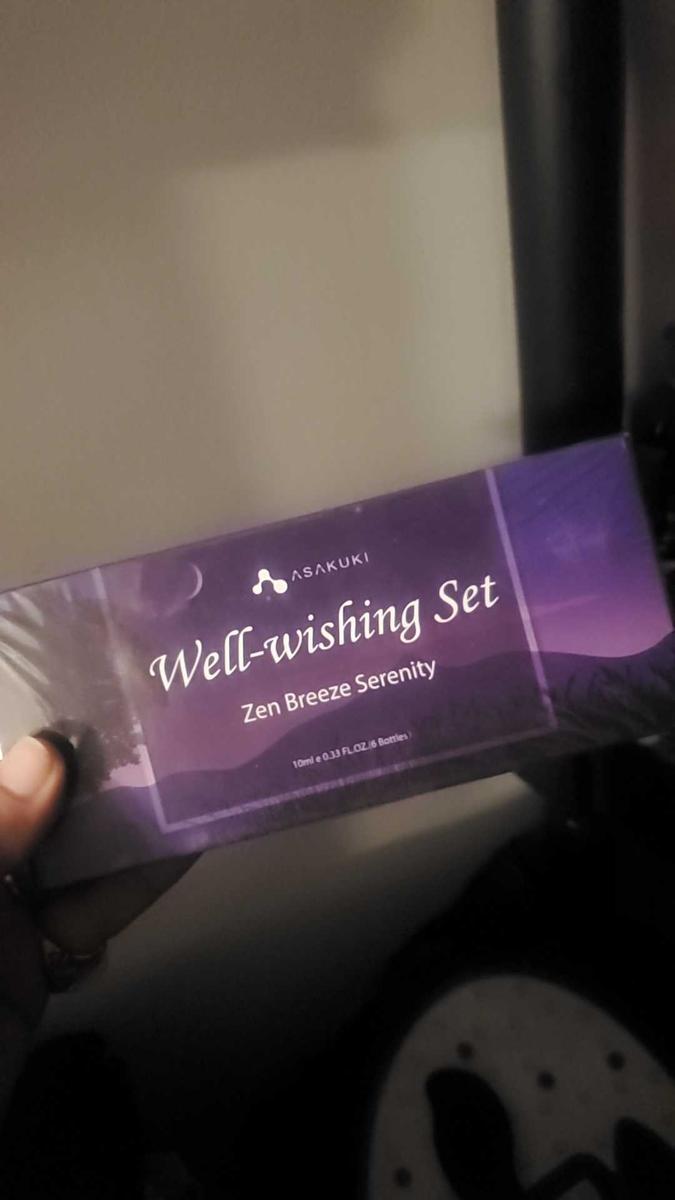 ASAKUKI
Well-wishing Set
Zen Breeze Serenity
10ml e 0.33 FL.OZ.(6 Bottles)